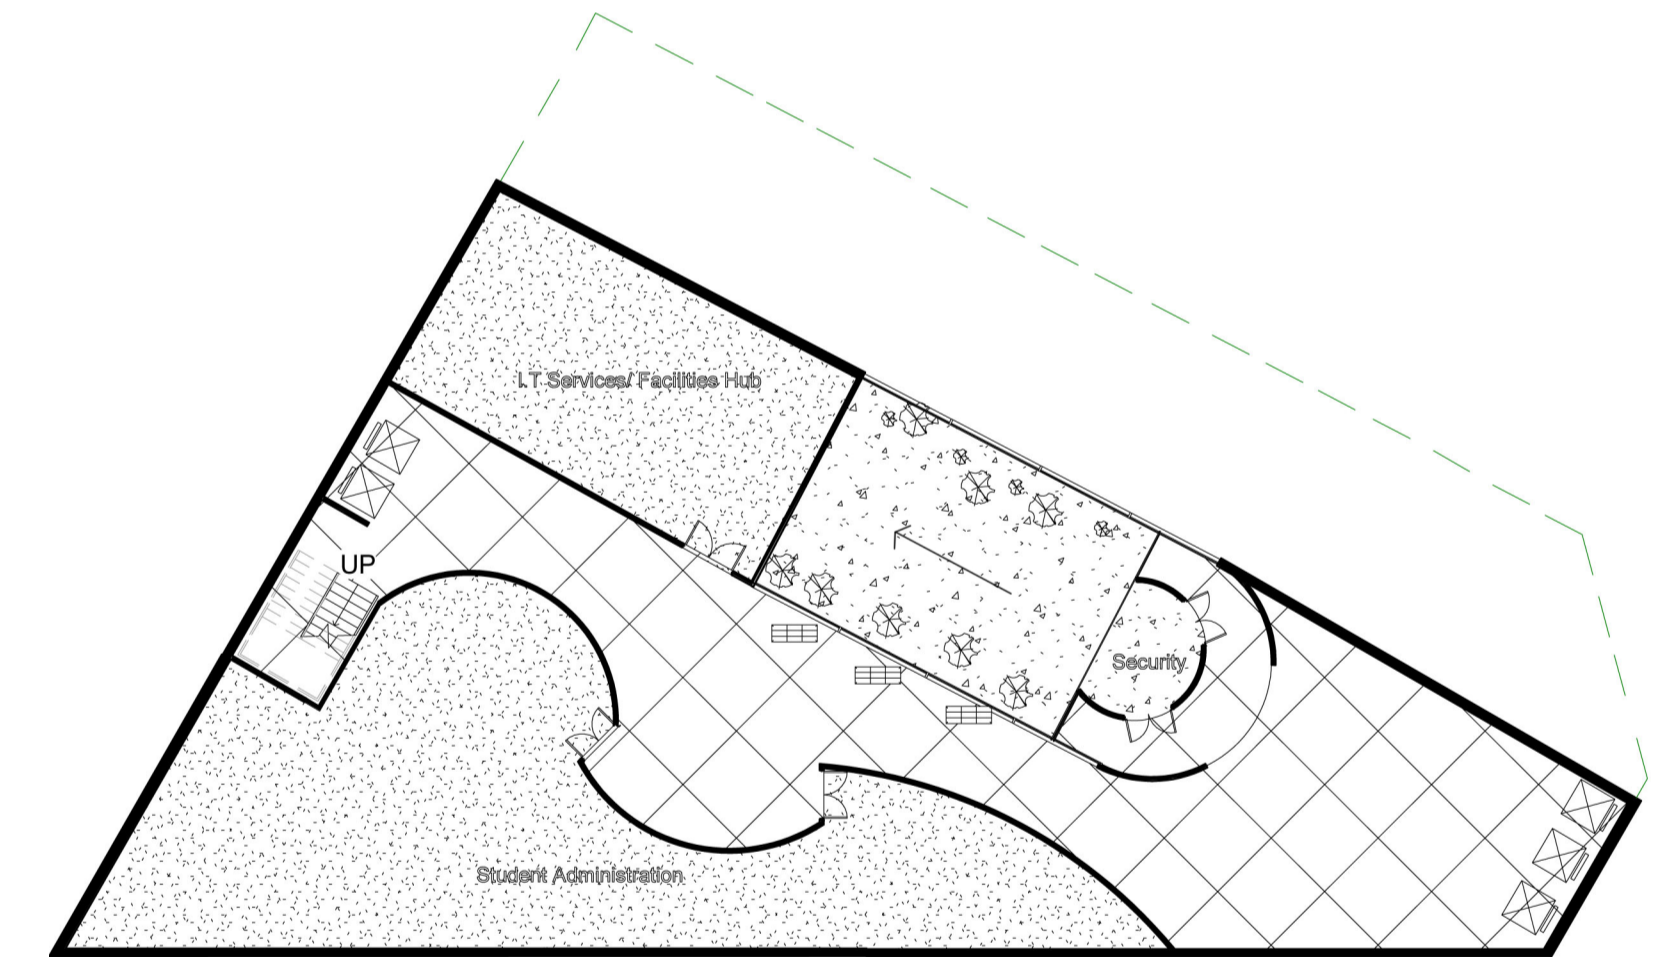 I.T Services/ Facilities Hub
UP
Security
Student Administration